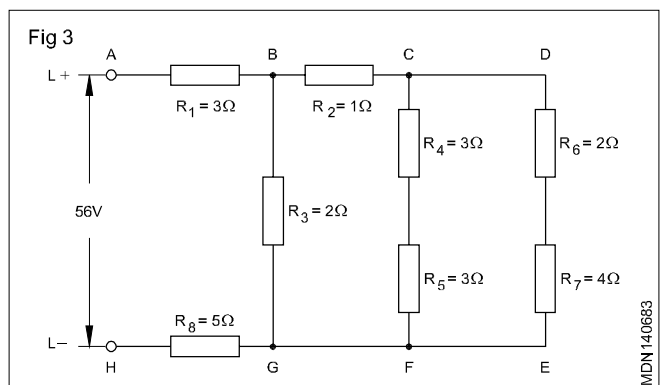 Fig 3
A B C D
L +
R1 = 3Ω R2 = 1Ω
R4 = 3Ω R6 = 2Ω
56V
R3 = 2Ω
R5 = 3Ω R7 = 4Ω
R8 = 5Ω
L−
H G F E
MDN140683